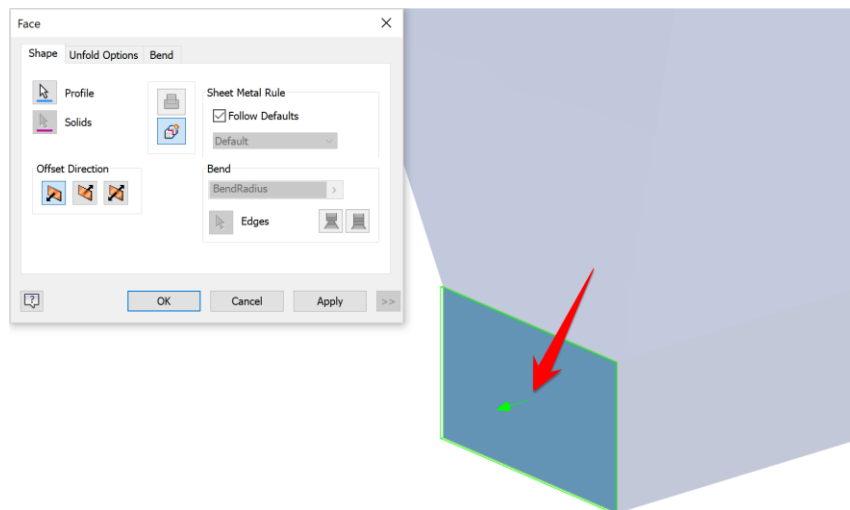 Face
Shape Unfold Options Bend
Profile
Solids
Sheet Metal Rule
Follow Defaults
Default
Offset Direction
Bend
BendRadius >
Edges
? OK Cancel Apply >>